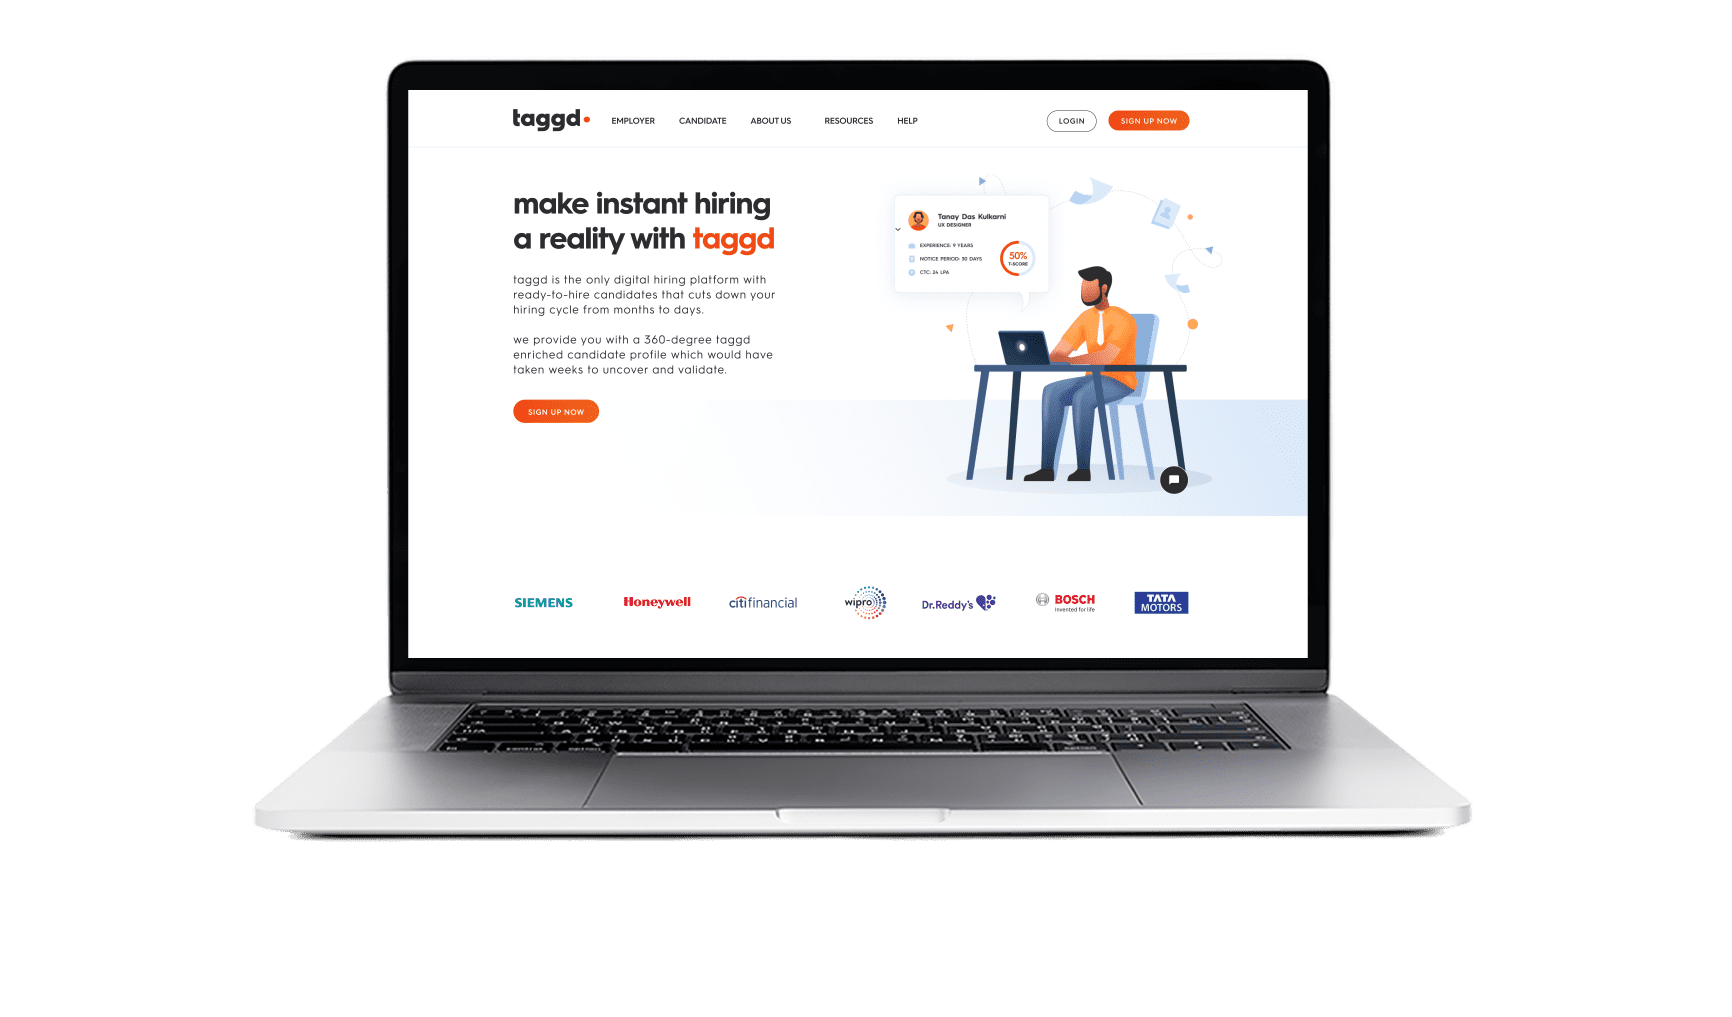 taggd
EMPLOYER
CANDIDATE
ABOUT US
RESOURCES
HELP
LOGIN
SIGN UP NOW
make instant hiring
a reality with taggd
taggd is the only digital hiring platform with
ready-to-hire candidates that cuts down your
hiring cycle from months to days.
we provide you with a 360-degree taggd
enriched candidate profile which would have
taken weeks to uncover and validate.
SIGN UP NOW
Tanay Das Kulkarni
UX DESIGNER
EXPERIENCE: 9 YEARS
NOTICE PERIOD: 30 DAYS
CTC: 24 LPA
50%
T-SCORE
SIEMENS
Honeywell
citifinancial
wipro
Dr.Reddy's
BOSCH
Invented for life
TATA
MOTORS